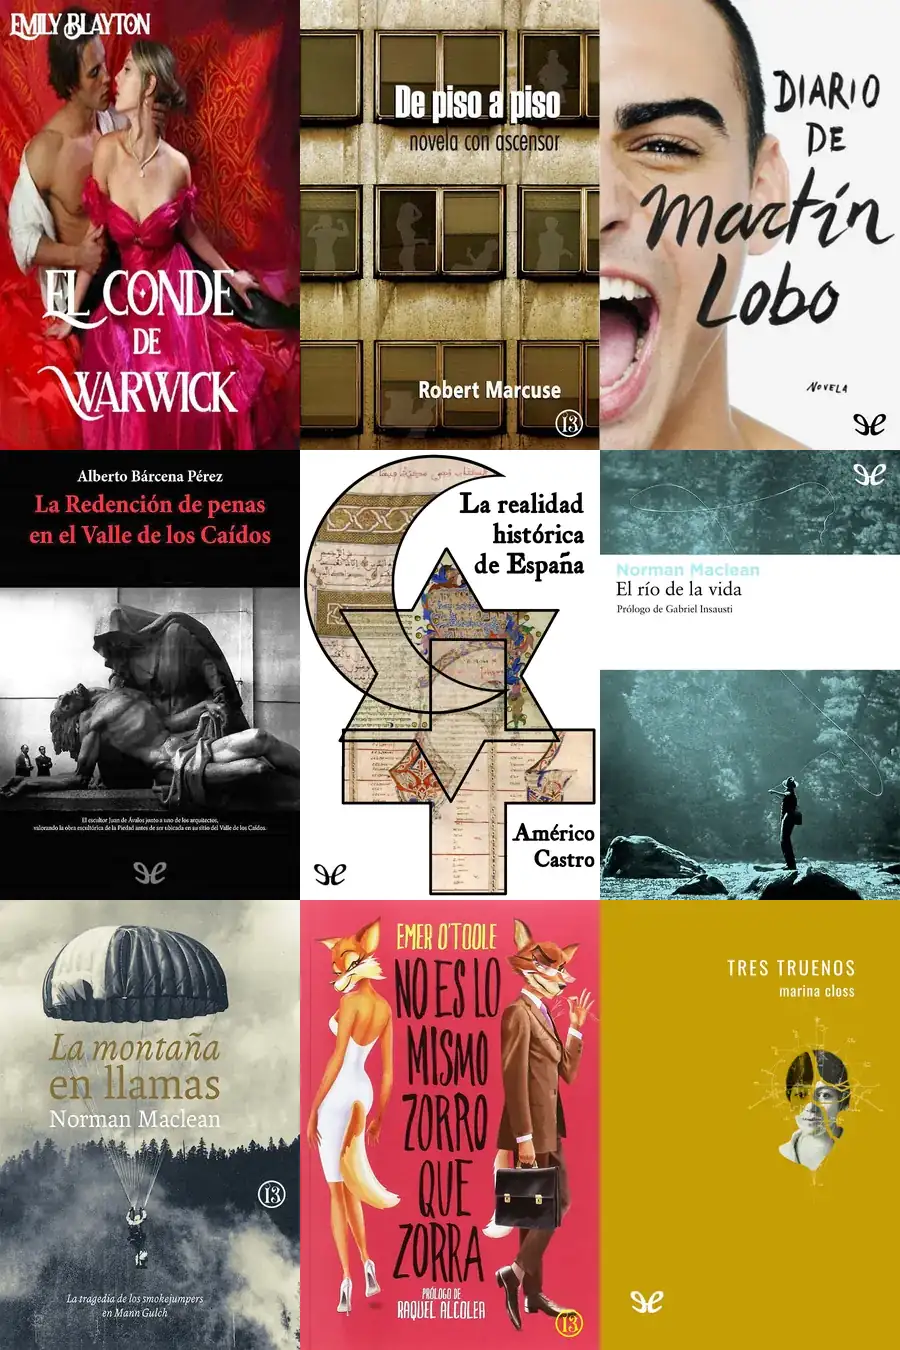 EMILY BLAYTON
EL CONDE
DE
WARWICK
De piso a piso
novela con ascensor
Robert Marcuse
13
DIARIO
DE
Martín
Lobo
NOVELA
Alberto Bárcena Pérez
La Redención de penas
en el Valle de los Caídos
El escultor Juan de Ávalos junto a uno de los arquitectos,
valorando la obra escultórica de la Piedad antes de ser ubicada en su sitio del Valle de los Caídos.
La realidad
histórica
de España
Américo
Castro
Norman Maclean
El río de la vida
Prólogo de Gabriel Insausti
La montaña
en llamas
Norman Maclean
13
La tragedia de los smokejumpers
en Mann Gulch
EMER O'TOOLE
NO ES LO
MISMO
ZORRO
QUE
ZORRA
PRÓLOGO DE
RAQUEL ALCOLEA
13
TRES TRUENOS
marina closs